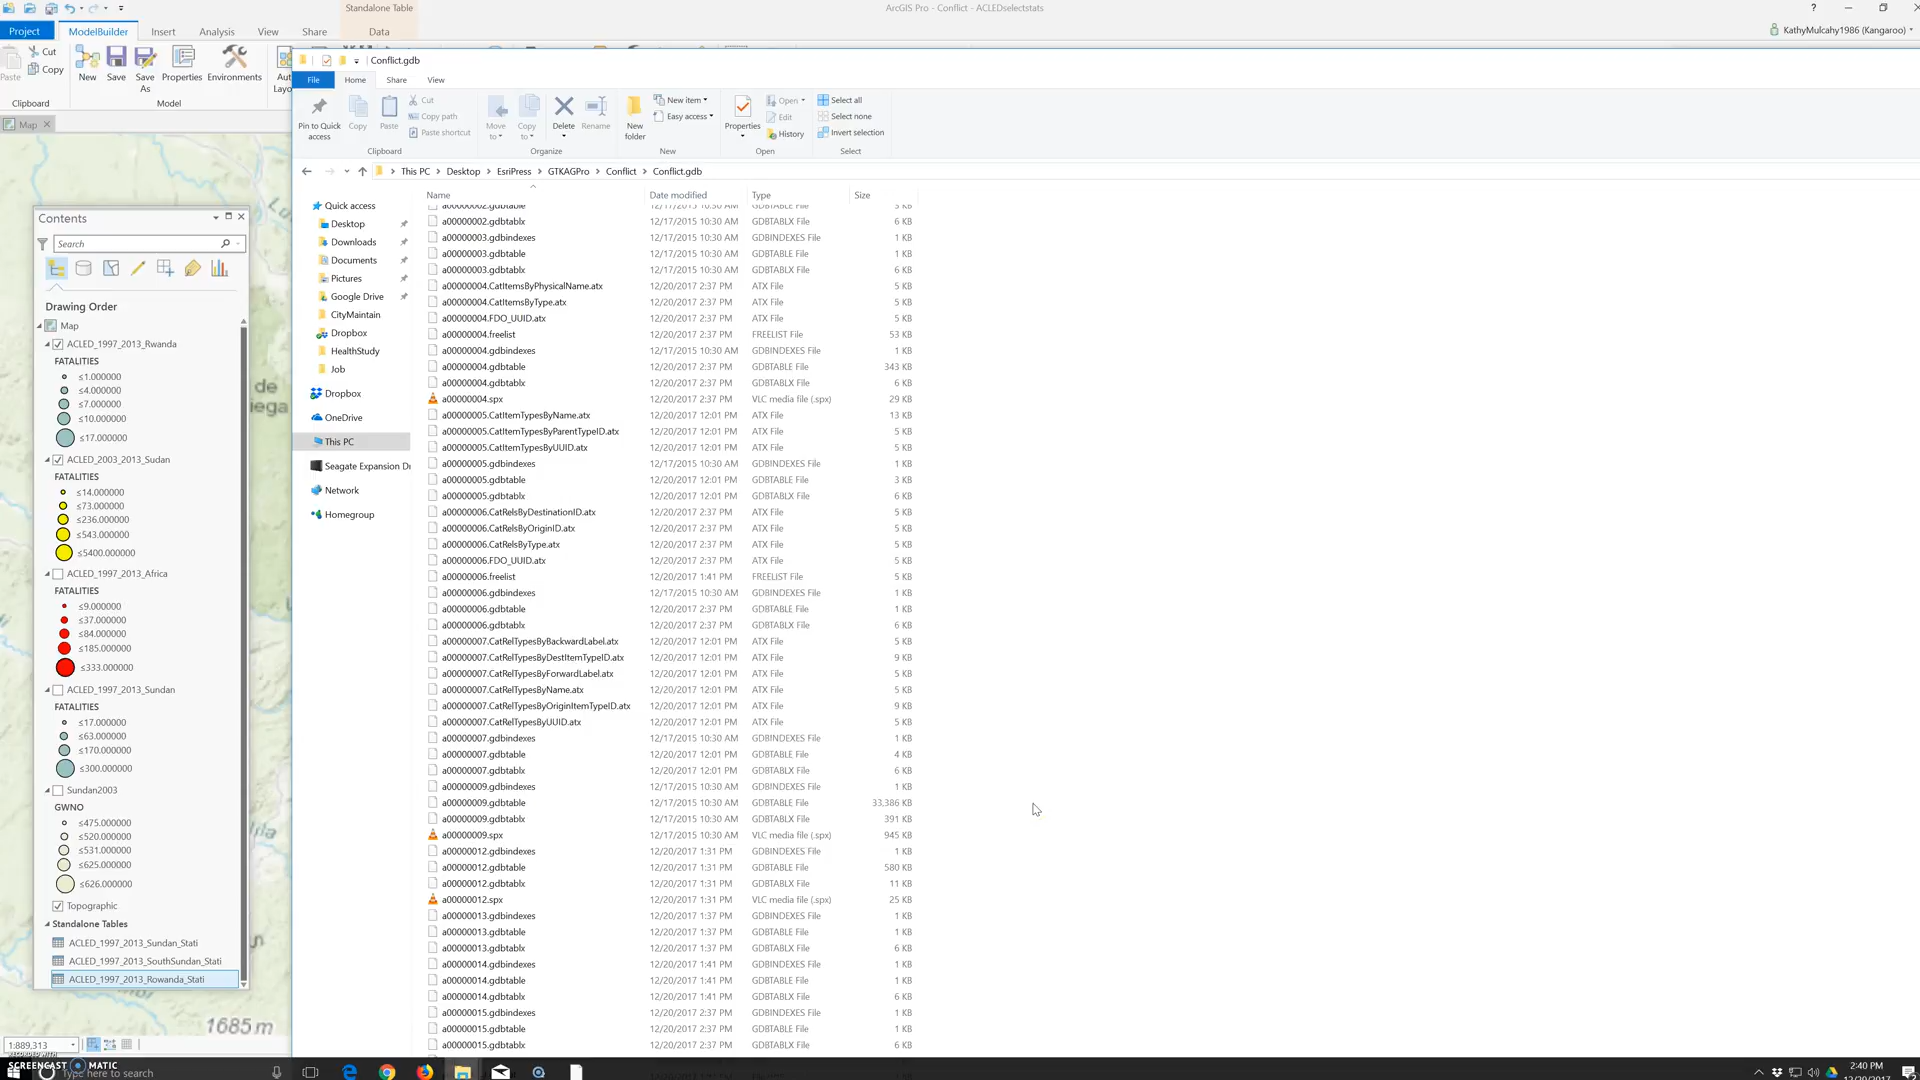 Standalone Table
ArcGIS Pro - Conflict - ACLEDselectstats
?
Project
ModelBuilder
Insert
Analysis
View
Share
Data
KathyMulcahy1986 (Kangaroo)
Paste
Cut
Copy
New
Save
Save As
Properties
Environments
Clipboard
Model
Map
Conflict.gdb
File
Home
Share
View
Pin to Quick access
Copy
Paste
Cut
Copy path
Paste shortcut
Move to
Copy to
Delete
Rename
New folder
New item
Easy access
Properties
Open
Edit
History
Select all
Select none
Invert selection
Clipboard
Organize
New
Open
Select
This PC > Desktop > EsriPress > GTKAGPro > Conflict > Conflict.gdb
Name Date modified Type Size
Quick access
Desktop
Downloads
Documents
Pictures
Google Drive
CityMaintain
Dropbox
HealthStudy
Job
Dropbox
OneDrive
This PC
Seagate Expansion Dr
Network
Homegroup
a00000002.gdbtable 12/17/2015 10:30 AM GDBTABLE File 3 KB
a00000002.gdbtablx 12/17/2015 10:30 AM GDBTABLX File 6 KB
a00000003.gdbindexes 12/17/2015 10:30 AM GDBINDEXES File 1 KB
a00000003.gdbtable 12/17/2015 10:30 AM GDBTABLE File 1 KB
a00000003.gdbtablx 12/17/2015 10:30 AM GDBTABLX File 6 KB
a00000004.CatItemsByPhysicalName.atx 12/20/2017 2:37 PM ATX File 5 KB
a00000004.CatItemsByType.atx 12/20/2017 2:37 PM ATX File 5 KB
a00000004.FDO_UUID.atx 12/20/2017 2:37 PM ATX File 5 KB
a00000004.freelist 12/20/2017 2:37 PM FREELIST File 53 KB
a00000004.gdbindexes 12/17/2015 10:30 AM GDBINDEXES File 1 KB
a00000004.gdbtable 12/20/2017 2:37 PM GDBTABLE File 343 KB
a00000004.gdbtablx 12/20/2017 2:37 PM GDBTABLX File 6 KB
a00000004.spx 12/20/2017 2:37 PM VLC media file (.spx) 29 KB
a00000005.CatItemTypesByName.atx 12/20/2017 12:01 PM ATX File 13 KB
a00000005.CatItemTypesByParentTypeID.atx 12/20/2017 12:01 PM ATX File 5 KB
a00000005.CatItemTypesByUUID.atx 12/20/2017 12:01 PM ATX File 5 KB
a00000005.gdbindexes 12/17/2015 10:30 AM GDBINDEXES File 1 KB
a00000005.gdbtable 12/20/2017 12:01 PM GDBTABLE File 3 KB
a00000005.gdbtablx 12/20/2017 12:01 PM GDBTABLX File 6 KB
a00000006.CatRelsByDestinationID.atx 12/20/2017 2:37 PM ATX File 5 KB
a00000006.CatRelsByOriginID.atx 12/20/2017 2:37 PM ATX File 5 KB
a00000006.CatRelsByType.atx 12/20/2017 2:37 PM ATX File 5 KB
a00000006.FDO_UUID.atx 12/20/2017 2:37 PM ATX File 5 KB
a00000006.freelist 12/20/2017 1:41 PM FREELIST File 5 KB
a00000006.gdbindexes 12/17/2015 10:30 AM GDBINDEXES File 1 KB
a00000006.gdbtable 12/20/2017 2:37 PM GDBTABLE File 1 KB
a00000006.gdbtablx 12/20/2017 2:37 PM GDBTABLX File 6 KB
a00000007.CatRelTypesByBackwardLabel.atx 12/20/2017 12:01 PM ATX File 5 KB
a00000007.CatRelTypesByDestItemTypeID.atx 12/20/2017 12:01 PM ATX File 9 KB
a00000007.CatRelTypesByForwardLabel.atx 12/20/2017 12:01 PM ATX File 5 KB
a00000007.CatRelTypesByName.atx 12/20/2017 12:01 PM ATX File 5 KB
a00000007.CatRelTypesByOriginItemTypeID.atx 12/20/2017 12:01 PM ATX File 9 KB
a00000007.CatRelTypesByUUID.atx 12/20/2017 12:01 PM ATX File 5 KB
a00000007.gdbindexes 12/17/2015 10:30 AM GDBINDEXES File 1 KB
a00000007.gdbtable 12/20/2017 12:01 PM GDBTABLE File 4 KB
a00000007.gdbtablx 12/20/2017 12:01 PM GDBTABLX File 6 KB
a00000009.gdbindexes 12/17/2015 10:30 AM GDBINDEXES File 1 KB
a00000009.gdbtable 12/17/2015 10:30 AM GDBTABLE File 33,386 KB
a00000009.gdbtablx 12/17/2015 10:30 AM GDBTABLX File 391 KB
a00000009.spx 12/17/2015 10:30 AM VLC media file (.spx) 945 KB
a00000012.gdbindexes 12/20/2017 1:31 PM GDBINDEXES File 1 KB
a00000012.gdbtable 12/20/2017 1:31 PM GDBTABLE File 580 KB
a00000012.gdbtablx 12/20/2017 1:31 PM GDBTABLX File 11 KB
a00000012.spx 12/20/2017 1:31 PM VLC media file (.spx) 25 KB
a00000013.gdbindexes 12/20/2017 1:37 PM GDBINDEXES File 1 KB
a00000013.gdbtable 12/20/2017 1:37 PM GDBTABLE File 1 KB
a00000013.gdbtablx 12/20/2017 1:37 PM GDBTABLX File 6 KB
a00000014.gdbindexes 12/20/2017 1:41 PM GDBINDEXES File 1 KB
a00000014.gdbtable 12/20/2017 1:41 PM GDBTABLE File 1 KB
a00000014.gdbtablx 12/20/2017 1:41 PM GDBTABLX File 6 KB
a00000015.gdbindexes 12/20/2017 2:37 PM GDBINDEXES File 1 KB
a00000015.gdbtable 12/20/2017 2:37 PM GDBTABLE File 1 KB
a00000015.gdbtablx 12/20/2017 2:37 PM GDBTABLX File 6 KB
Contents
Search
Drawing Order
Map
ACLED_1997_2013_Rwanda
FATALITIES
≤1.000000
≤4.000000
≤7.000000
≤10.000000
≤17.000000
ACLED_2003_2013_Sudan
FATALITIES
≤14.000000
≤73.000000
≤236.000000
≤543.000000
≤5400.000000
ACLED_1997_2013_Africa
FATALITIES
≤9.000000
≤37.000000
≤84.000000
≤185.000000
≤333.000000
ACLED_1997_2013_Sundan
FATALITIES
≤17.000000
≤63.000000
≤170.000000
≤300.000000
Sundan2003
GWNO
≤475.000000
≤520.000000
≤531.000000
≤625.000000
≤626.000000
Topographic
Standalone Tables
ACLED_1997_2013_Sundan_Stati
ACLED_1997_2013_SouthSundan_Stati
ACLED_1997_2013_Rowanda_Stati
de
1685 m
1:889,313
RECORDED WITH
SCREENCAST MATIC
Type here to search
2:40 PM
12/20/2017